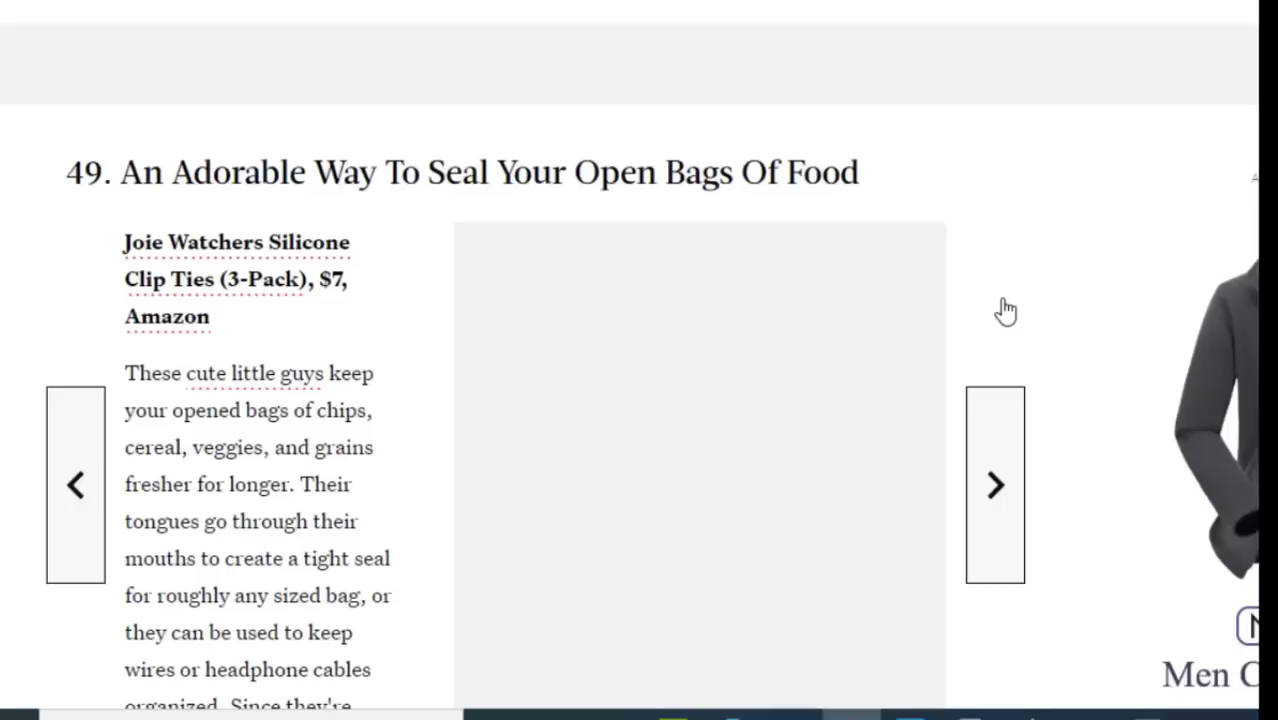 49. An Adorable Way To Seal Your Open Bags Of Food
Joie Watchers Silicone
Clip Ties (3-Pack), $7,
Amazon
These cute little guys keep
your opened bags of chips,
cereal, veggies, and grains
fresher for longer. Their
tongues go through their
mouths to create a tight seal
for roughly any sized bag, or
they can be used to keep
wires or headphone cables
organized. Since they're
Men